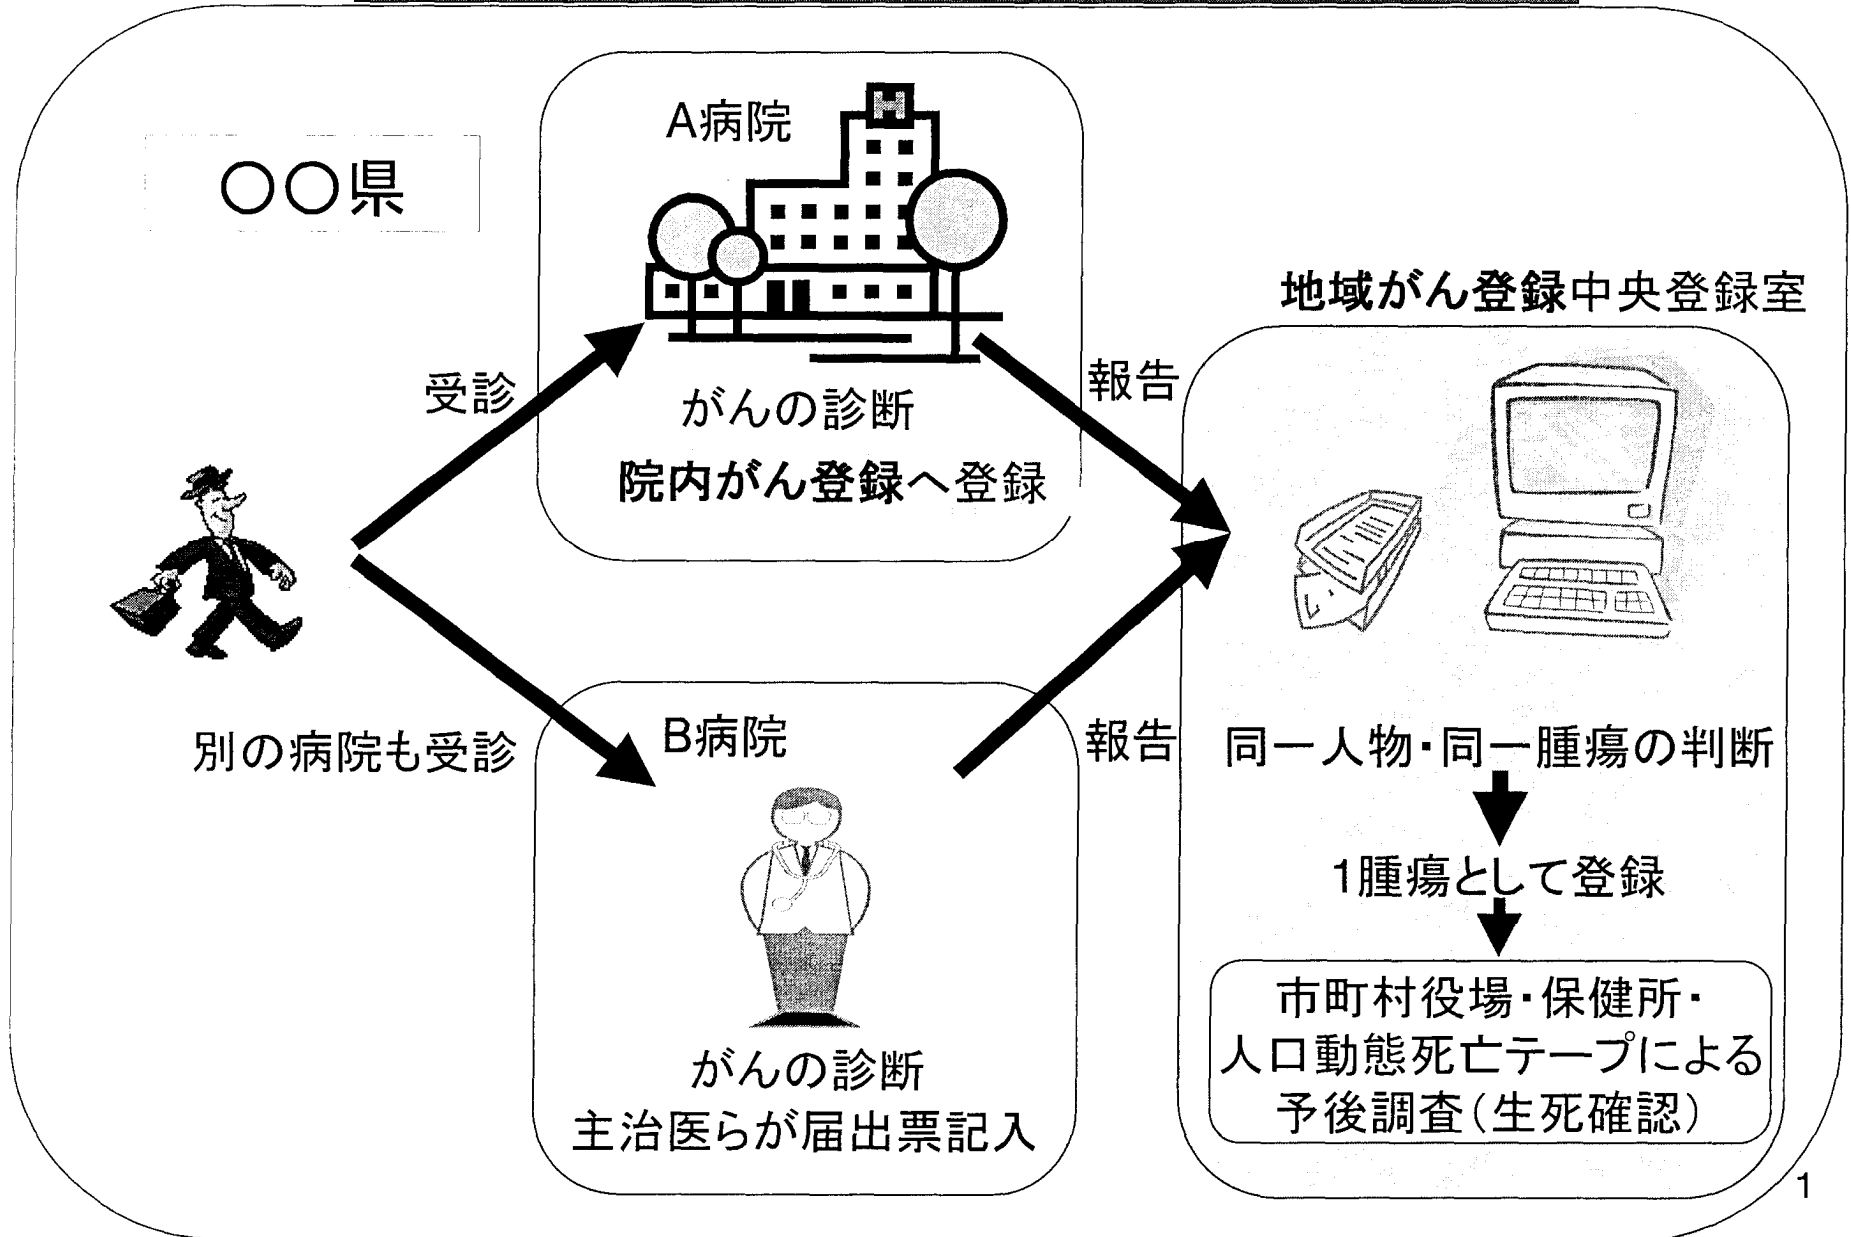 〇〇県
A病院
H
受診
がんの診断
院内がん登録へ登録
報告
別の病院も受診
B病院
がんの診断
主治医らが届出票記入
報告
地域がん登録中央登録室
同一人物・同一腫瘍の判断
1腫瘍として登録
市町村役場・保健所・
人口動態死亡テープによる
予後調査(生死確認)
1